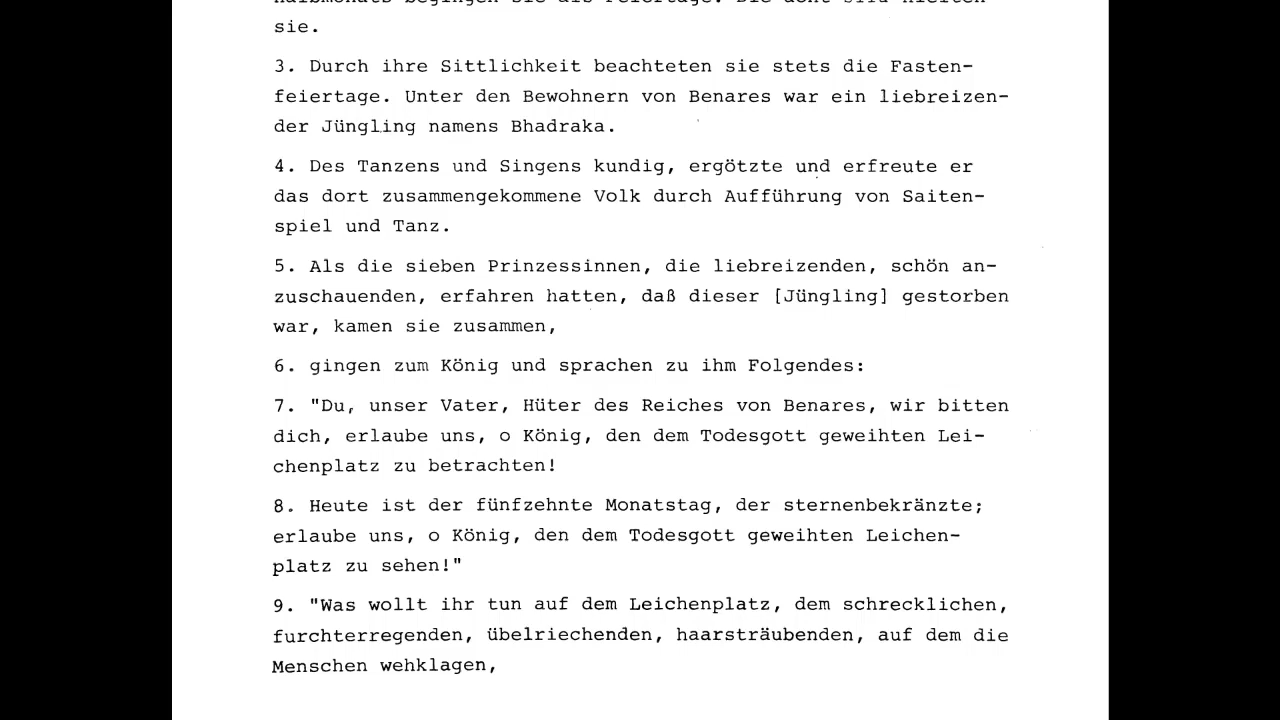 sie.
3. Durch ihre Sittlichkeit beachteten sie stets die Fasten-
feiertage. Unter den Bewohnern von Benares war ein liebreizen-
der Jüngling namens Bhadraka.
4. Des Tanzens und Singens kundig, ergötzte und erfreute er
das dort zusammengekommene Volk durch Aufführung von Saiten-
spiel und Tanz.
5. Als die sieben Prinzessinnen, die liebreizenden, schön an-
zuschauenden, erfahren hatten, daß dieser [Jüngling] gestorben
war, kamen sie zusammen,
6. gingen zum König und sprachen zu ihm Folgendes:
7. "Du, unser Vater, Hüter des Reiches von Benares, wir bitten
dich, erlaube uns, o König, den dem Todesgott geweihten Lei-
chenplatz zu betrachten!
8. Heute ist der fünfzehnte Monatstag, der sternenbekränzte;
erlaube uns, o König, den dem Todesgott geweihten Leichen-
platz zu sehen!"
9. "Was wollt ihr tun auf dem Leichenplatz, dem schrecklichen,
furchterregenden, übelriechenden, haarsträubenden, auf dem die
Menschen wehklagen,